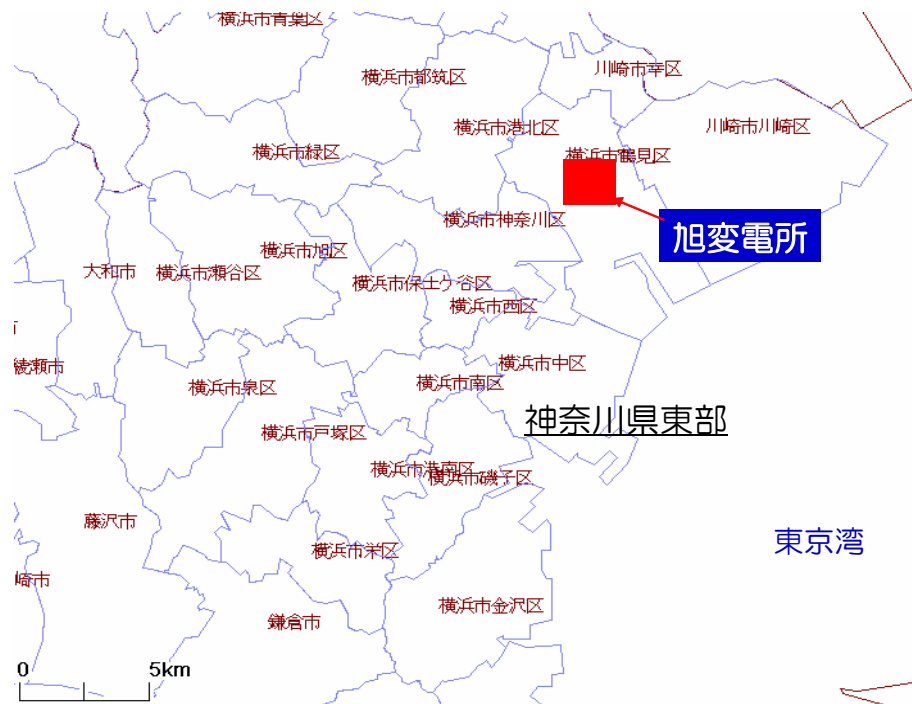 横浜市青葉区
川崎市幸区
横浜市都筑区
横浜市港北区
川崎市川崎区
横浜市緑区
横浜市鶴見区
横浜市神奈川区
旭変電所
横浜市旭区
大和市
横浜市瀬谷区
横浜市保土ケ谷区
横浜市西区
市
綾瀬市
横浜市中区
横浜市泉区
横浜市南区
神奈川県東部
横浜市戸塚区
横浜市港南区
横浜市磯子区
藤沢市
東京湾
横浜市栄区
崎市
横浜市金沢区
鎌倉市
0 5km